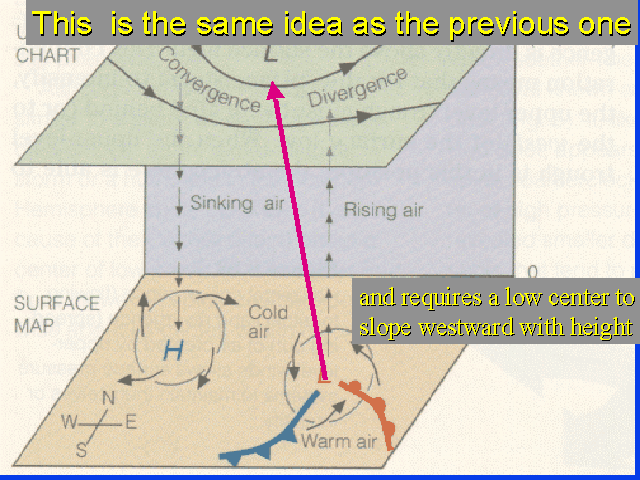 This is the same idea as the previous one
CHART
L
Convergence
Divergence
Sinking air
Rising air
0
SURFACE
MAP
Cold
air
and requires a low center to
slope westward with height
H
L
N
W E
S
Warm air